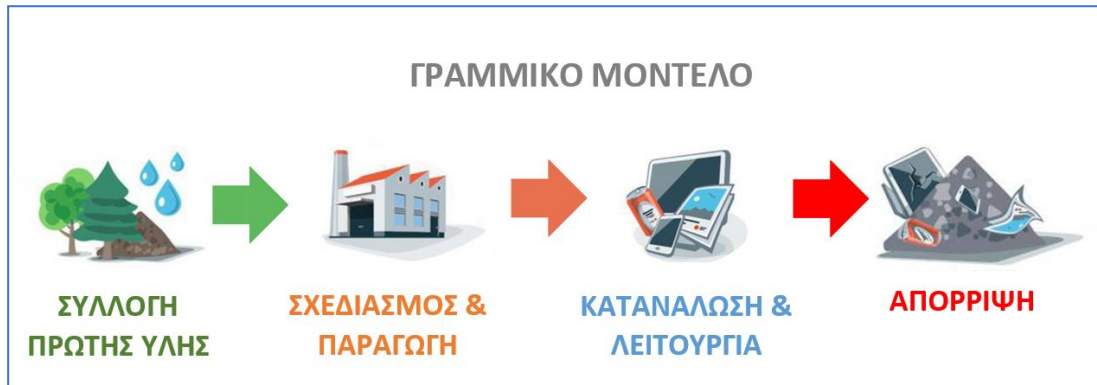 ΓΡΑΜΜΙΚΟ ΜΟΝΤΕΛΟ
ΣΥΛΛΟΓΗ
ΠΡΩΤΗΣ ΥΛΗΣ
ΣΧΕΔΙΑΣΜΟΣ &
ΠΑΡΑΓΩΓΗ
ΚΑΤΑΝΑΛΩΣΗ &
ΛΕΙΤΟΥΡΓΙΑ
ΑΠΟΡΡΙΨΗ